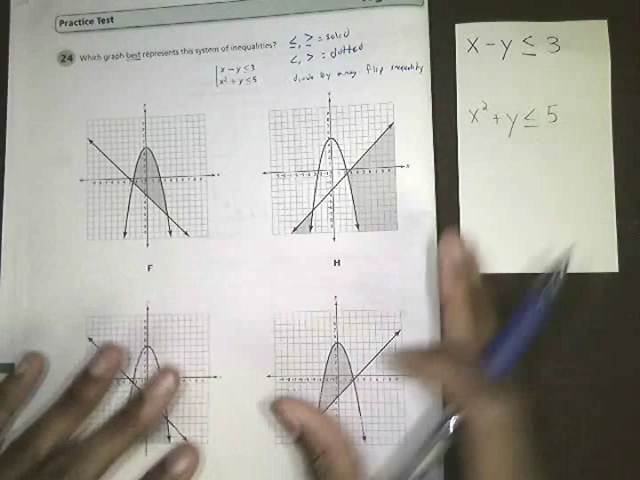 Practice Test
24 Which graph best represents this system of inequalities?
x − y ≤ 3
x² + y ≤ 5
≤, ≥ = solid
<, > = dotted
divide by neg. flip inequality
x − y ≤ 3
x² + y ≤ 5
F
H